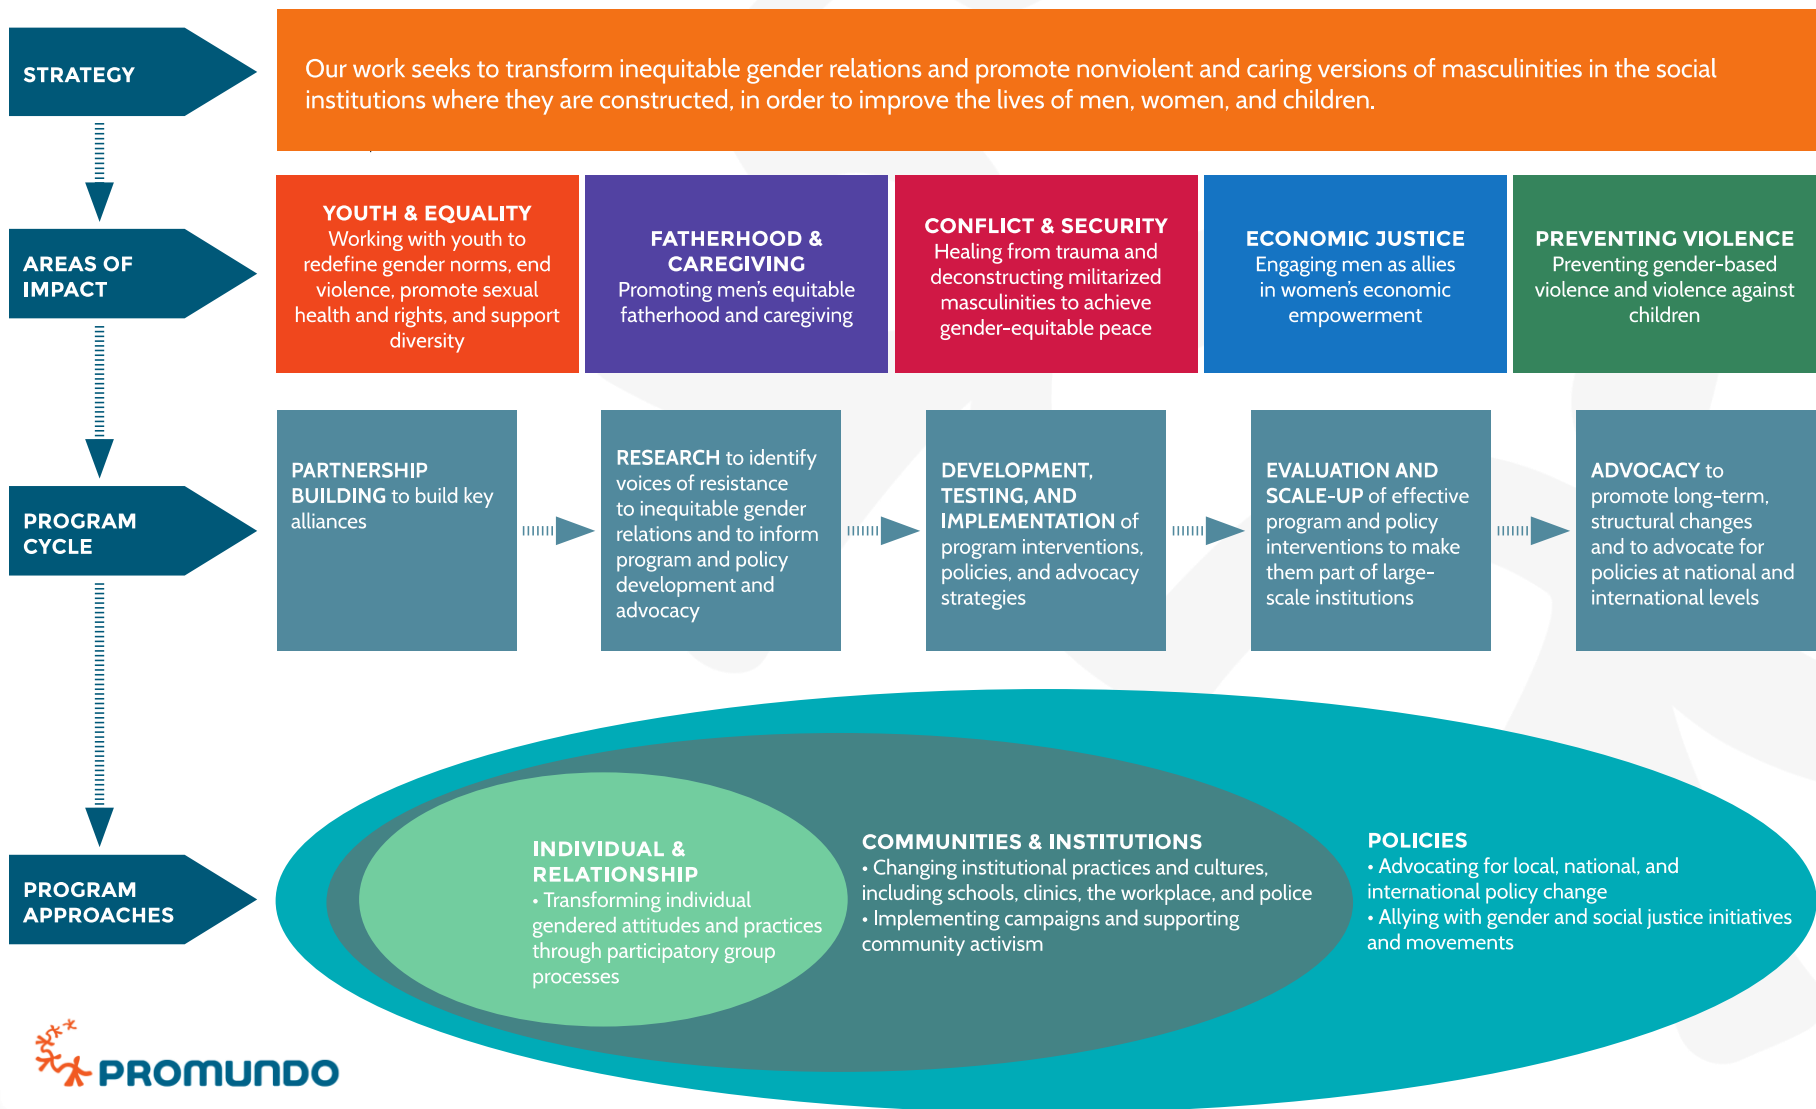 STRATEGY
Our work seeks to transform inequitable gender relations and promote nonviolent and caring versions of masculinities in the social
institutions where they are constructed, in order to improve the lives of men, women, and children.
AREAS OF
IMPACT
YOUTH & EQUALITY
Working with youth to
redefine gender norms, end
violence, promote sexual
health and rights, and support
diversity
FATHERHOOD &
CAREGIVING
Promoting men's equitable
fatherhood and caregiving
CONFLICT & SECURITY
Healing from trauma and
deconstructing militarized
masculinities to achieve
gender-equitable peace
ECONOMIC JUSTICE
Engaging men as allies
in women's economic
empowerment
PREVENTING VIOLENCE
Preventing gender-based
violence and violence against
children
PROGRAM
CYCLE
PARTNERSHIP
BUILDING to build key
alliances
RESEARCH to identify
voices of resistance
to inequitable gender
relations and to inform
program and policy
development and
advocacy
DEVELOPMENT,
TESTING, AND
IMPLEMENTATION of
program interventions,
policies, and advocacy
strategies
EVALUATION AND
SCALE-UP of effective
program and policy
interventions to make
them part of large-
scale institutions
ADVOCACY to
promote long-term,
structural changes
and to advocate for
policies at national and
international levels
PROGRAM
APPROACHES
INDIVIDUAL &
RELATIONSHIP
• Transforming individual
gendered attitudes and practices
through participatory group
processes
COMMUNITIES & INSTITUTIONS
• Changing institutional practices and cultures,
including schools, clinics, the workplace, and police
• Implementing campaigns and supporting
community activism
POLICIES
• Advocating for local, national, and
international policy change
• Allying with gender and social justice initiatives
and movements
PROMUNDO